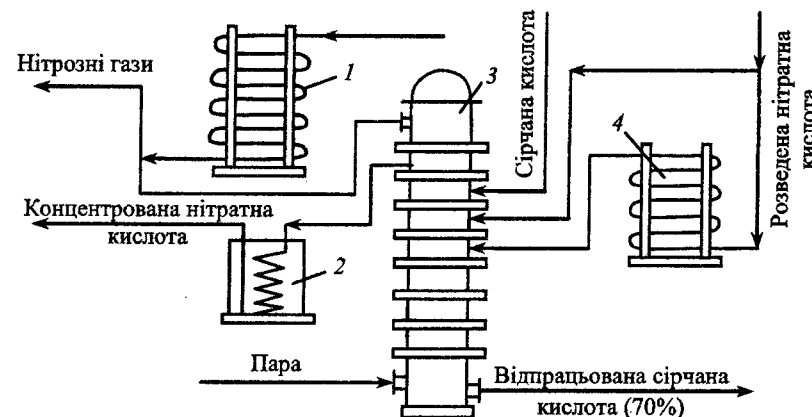 Нітрозні гази
1
3
Сірчана кислота
4
Розведена нітратна
кислота
Концентрована нітратна
кислота
2
Пара
Відпрацьована сірчана
кислота (70%)